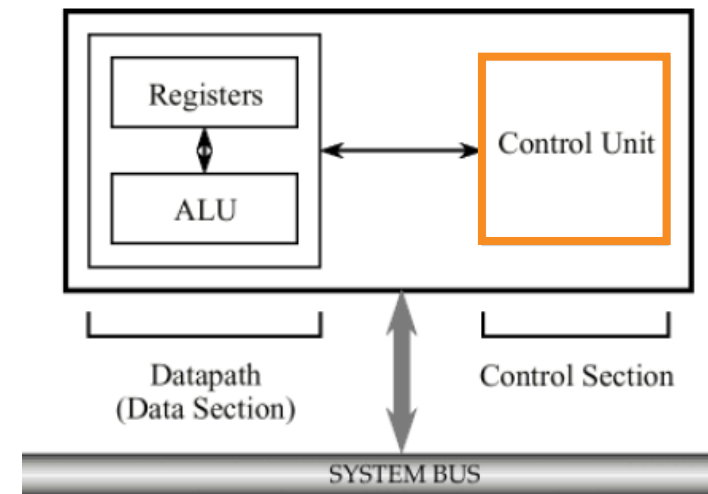 Registers
ALU
Control Unit
Datapath
(Data Section)
Control Section
SYSTEM BUS